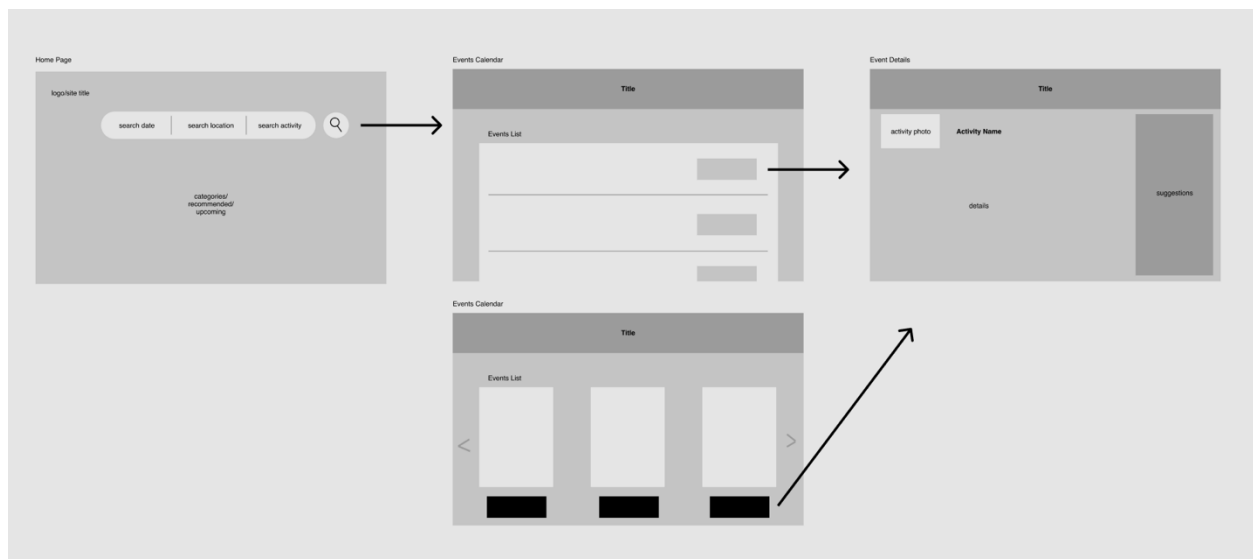 Home Page
logo/site title
search date
search location
search activity
categories/
recommended/
upcoming
Events Calendar
Title
Events List
Event Details
Title
activity photo
Activity Name
details
suggestions
Events Calendar
Title
Events List